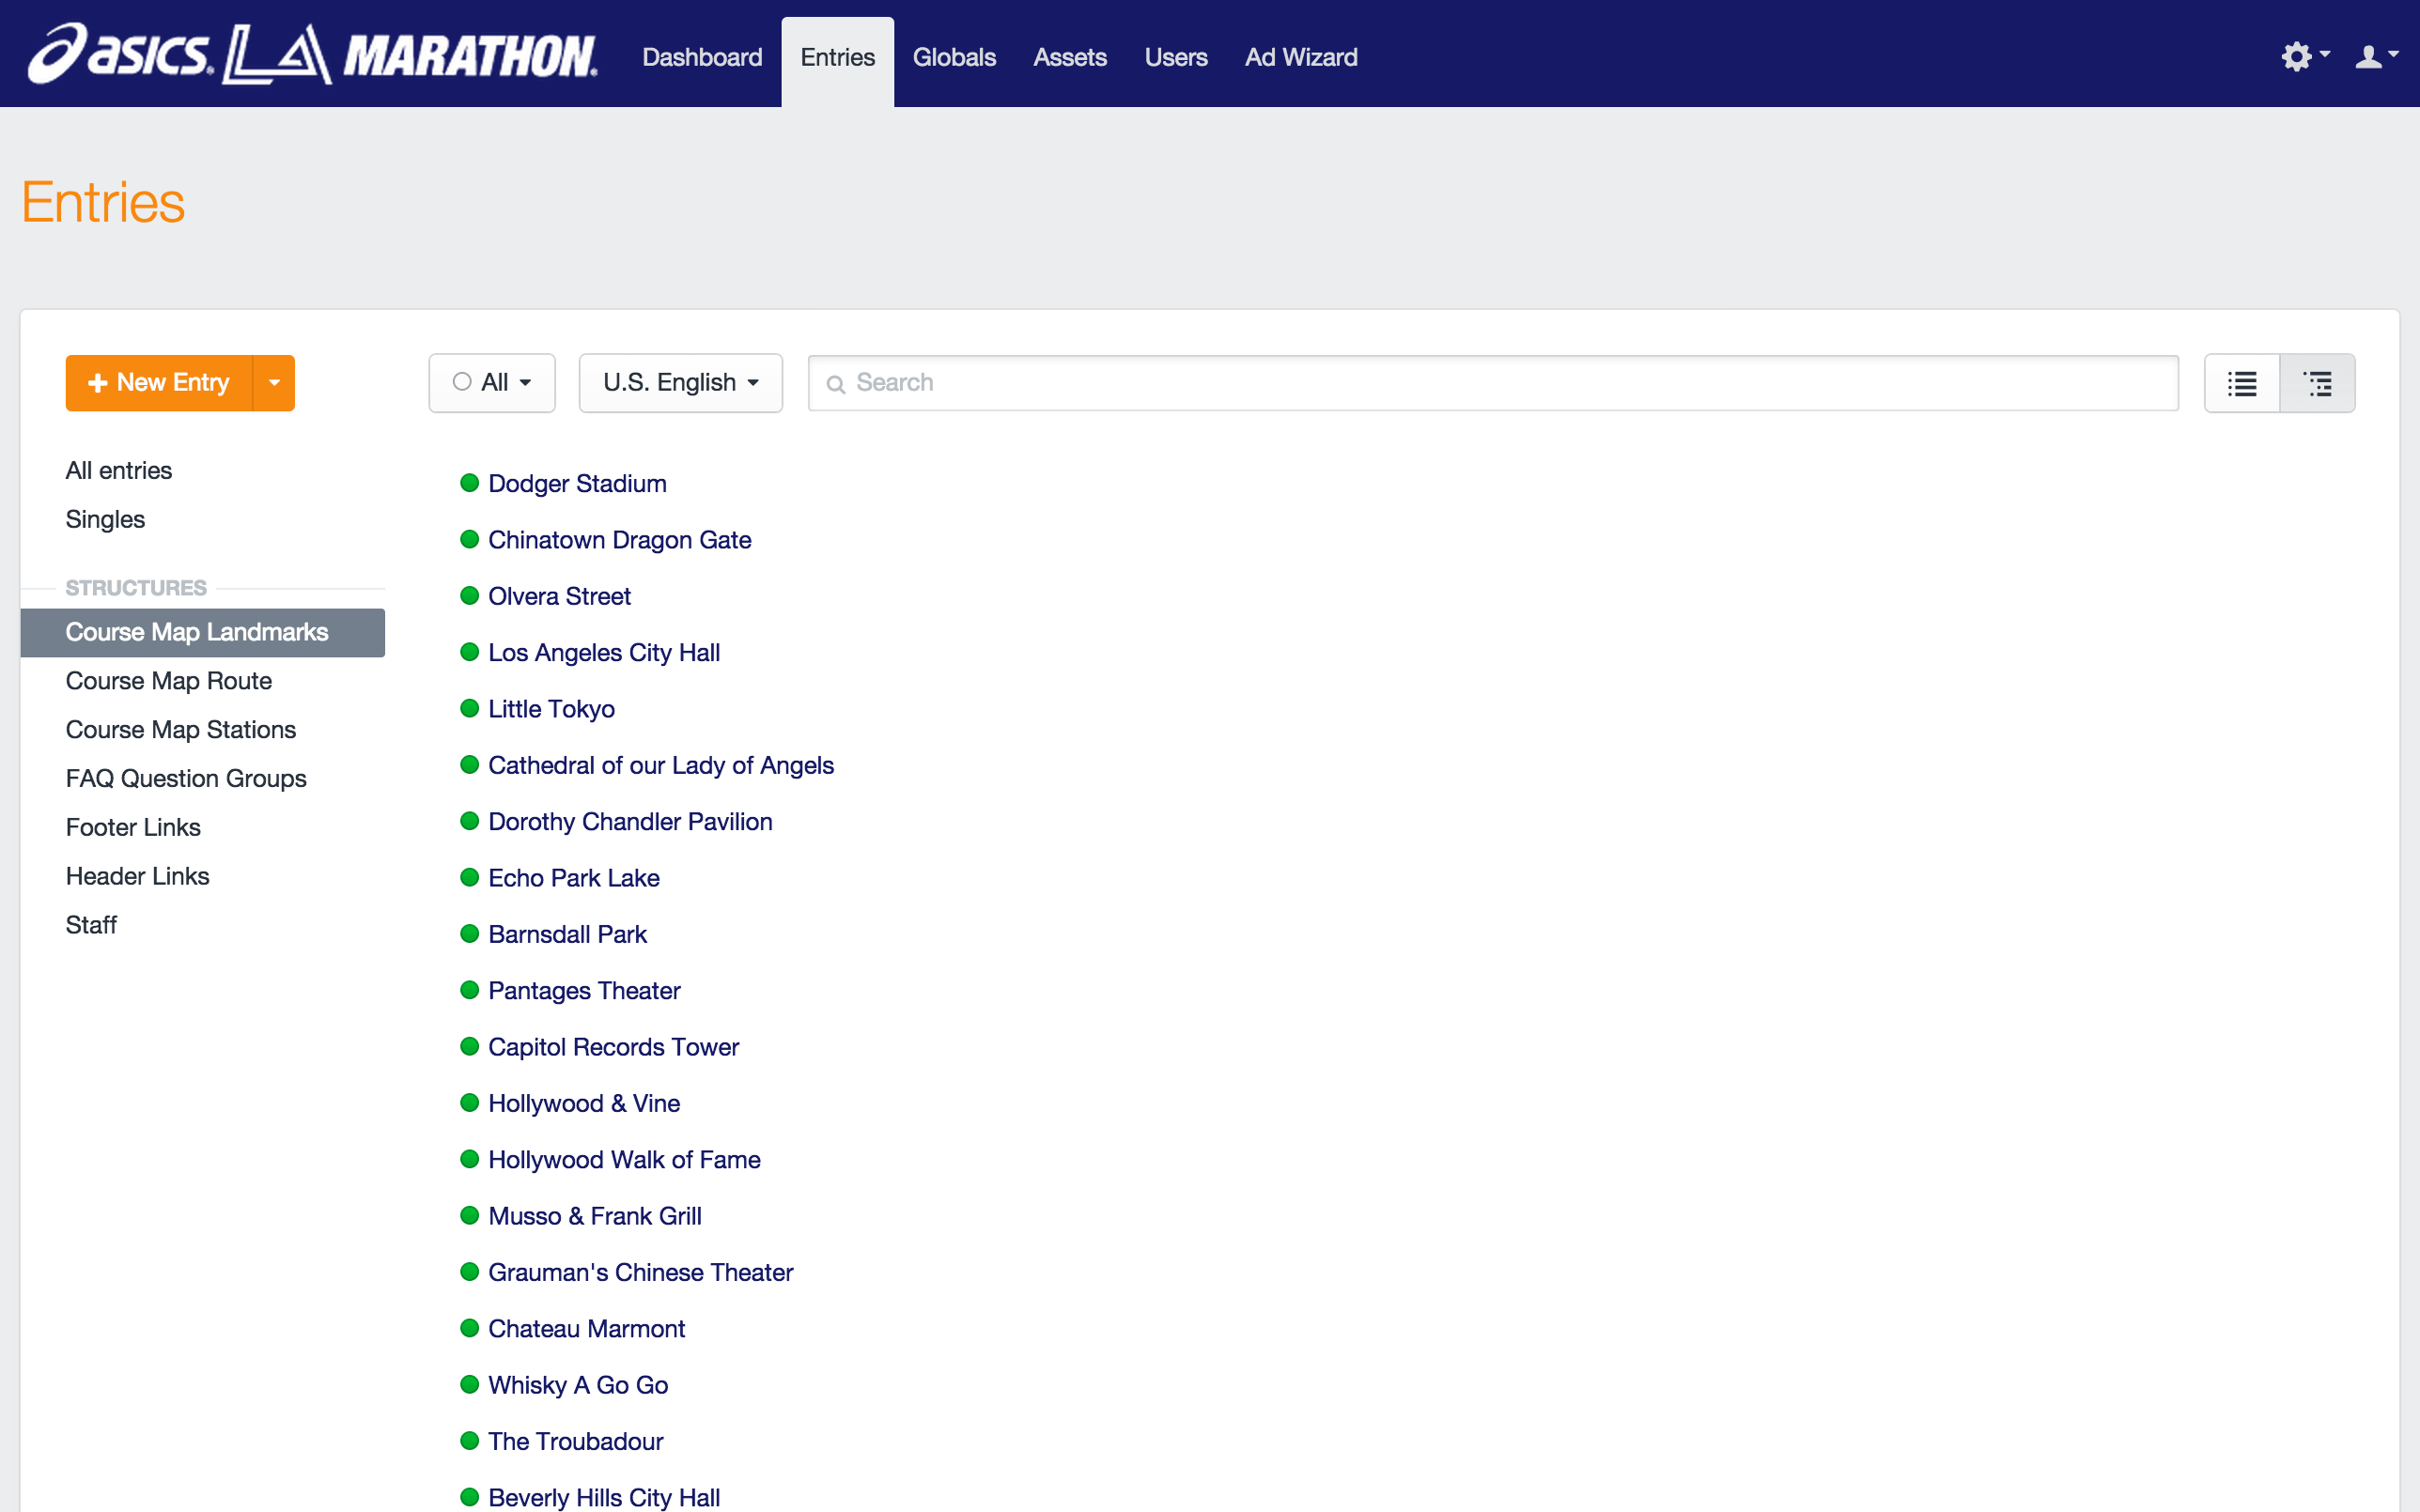 asics. LA MARATHON.
Dashboard Entries Globals Assets Users Ad Wizard
Entries
New Entry
All
U.S. English
Search
All entries
Singles
STRUCTURES
Course Map Landmarks
Course Map Route
Course Map Stations
FAQ Question Groups
Footer Links
Header Links
Staff
Dodger Stadium
Chinatown Dragon Gate
Olvera Street
Los Angeles City Hall
Little Tokyo
Cathedral of our Lady of Angels
Dorothy Chandler Pavilion
Echo Park Lake
Barnsdall Park
Pantages Theater
Capitol Records Tower
Hollywood & Vine
Hollywood Walk of Fame
Musso & Frank Grill
Grauman's Chinese Theater
Chateau Marmont
Whisky A Go Go
The Troubadour
Beverly Hills City Hall